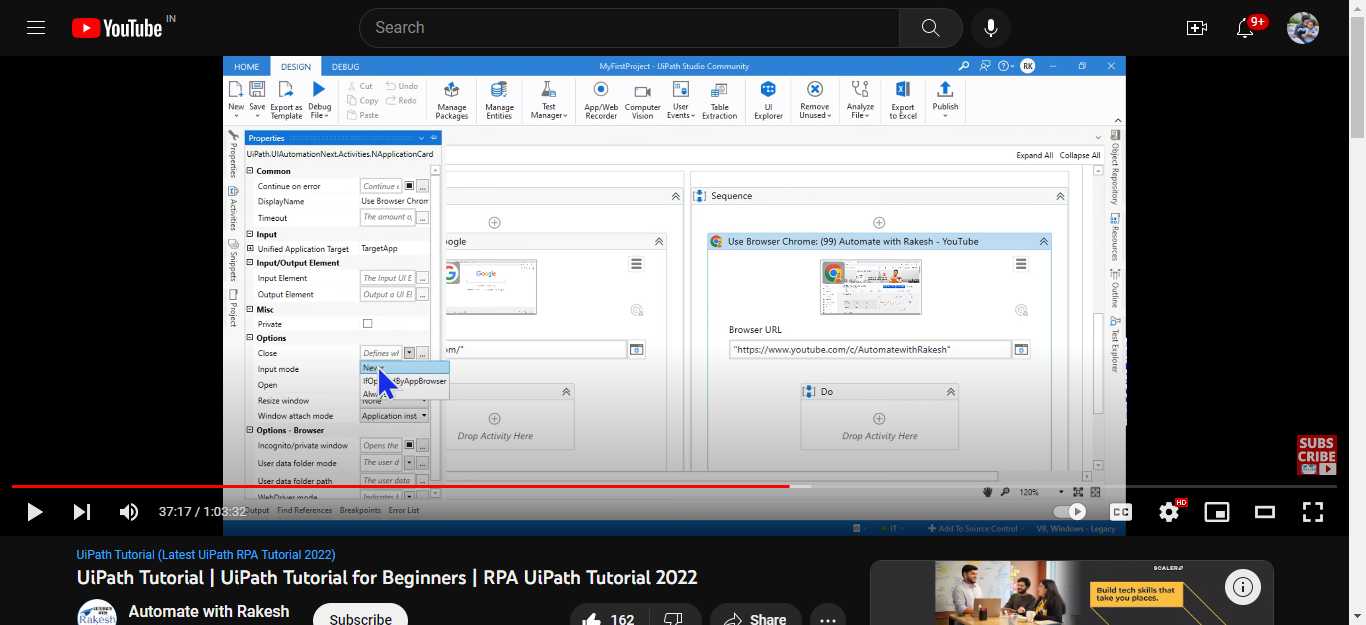 YouTube IN
Search
9+
HOME DESIGN DEBUG
MyFirstProject - UiPath Studio Community
RK
New Save Export as Template Debug File
Cut Copy Paste
Undo Redo
Manage Packages Manage Entities Test Manager App/Web Recorder Computer Vision User Events Table Extraction UI Explorer Remove Unused Analyze File Export to Excel Publish
Properties
UiPath.UIAutomationNext.Activities.NApplicationCard
Expand All Collapse All
Properties
Activities
Snippets
Project
Common
Continue on error Continue
DisplayName Use Browser Chrom
Timeout The amount o
Input
Unified Application Target TargetApp
Input/Output Element
Input Element The Input UI E
Output Element Output a UI El
Misc
Private
Options
Close Defines wl
Input mode
Never
IfOp dByAppBrowser
Open
Resize window None
Window attach mode Application inst
Options - Browser
Incognito/private window Opens the
User data folder mode The user d
User data folder path The user data
WebDriver mode
Output Find References Breakpoints Error List
ogle
Google
om/"
Drop Activity Here
Sequence
Use Browser Chrome: (99) Automate with Rakesh - YouTube
Browser URL
"https://www.youtube.com/c/AutomatewithRakesh"
Do
Drop Activity Here
Object Repository
Resources
Outline
Test Explorer
120%
Add To Source Control
VB, Windows - Legacy
SUBS
CRIBE
37:17 / 1:03:32
CC
HD
UiPath Tutorial (Latest UiPath RPA Tutorial 2022)
UiPath Tutorial | UiPath Tutorial for Beginners | RPA UiPath Tutorial 2022
AUTOMATE WITH
Rakesh
Automate with Rakesh
Subscribe
162
Share
SCALER
Build tech skills that
take you places.